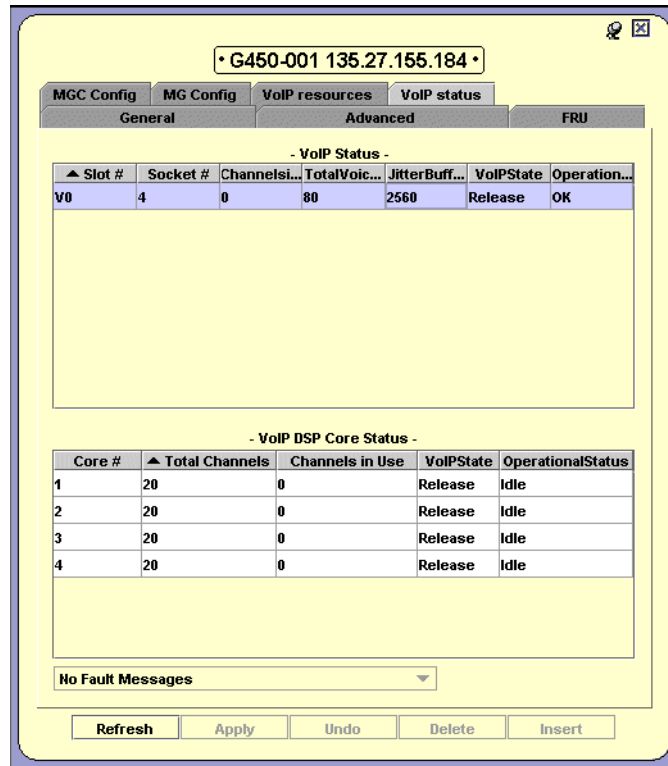 • G450-001 135.27.155.184 •
MGC Config MG Config VoIP resources VoIP status
General Advanced FRU
- VoIP Status -
▲ Slot # Socket # Channelsi... TotalVoic... JitterBuff... VoIPState Operation...
V0 4 0 80 2560 Release OK
- VoIP DSP Core Status -
Core # ▲ Total Channels Channels in Use VoIPState OperationalStatus
1 20 0 Release Idle
2 20 0 Release Idle
3 20 0 Release Idle
4 20 0 Release Idle
No Fault Messages
Refresh Apply Undo Delete Insert